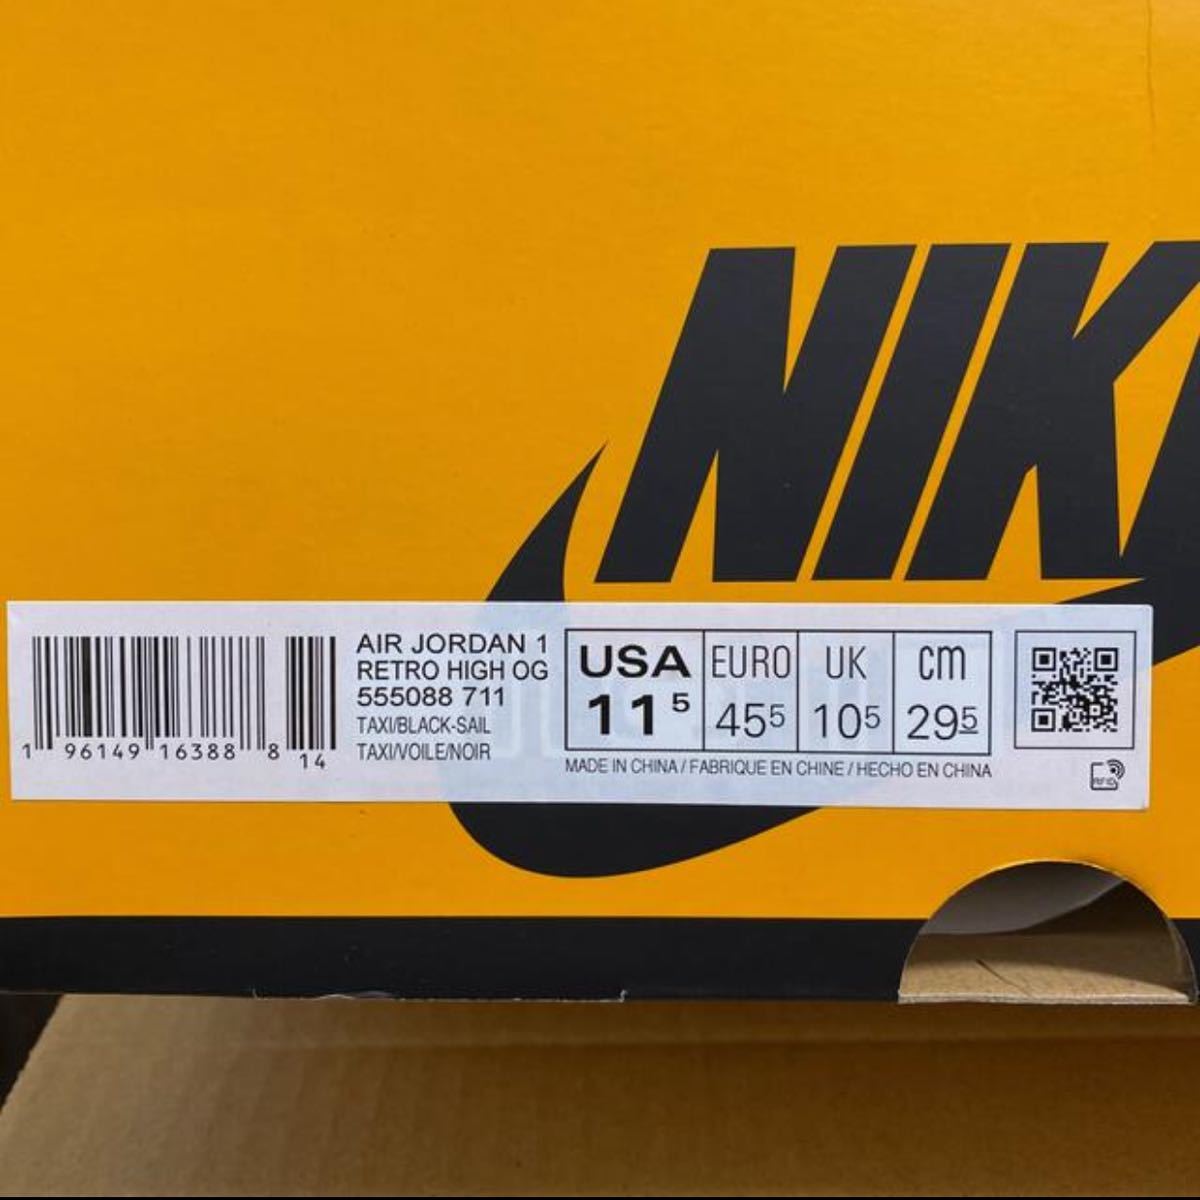 NIK
AIR JORDAN 1
RETRO HIGH OG
555088 711
TAXI/BLACK-SAIL
TAXI/VOILE/NOIR
1 96149 16388 8 14
USA EURO UK cm
11 5 45 5 10 5 29 5
MADE IN CHINA / FABRIQUE EN CHINE / HECHO EN CHINA
RFID